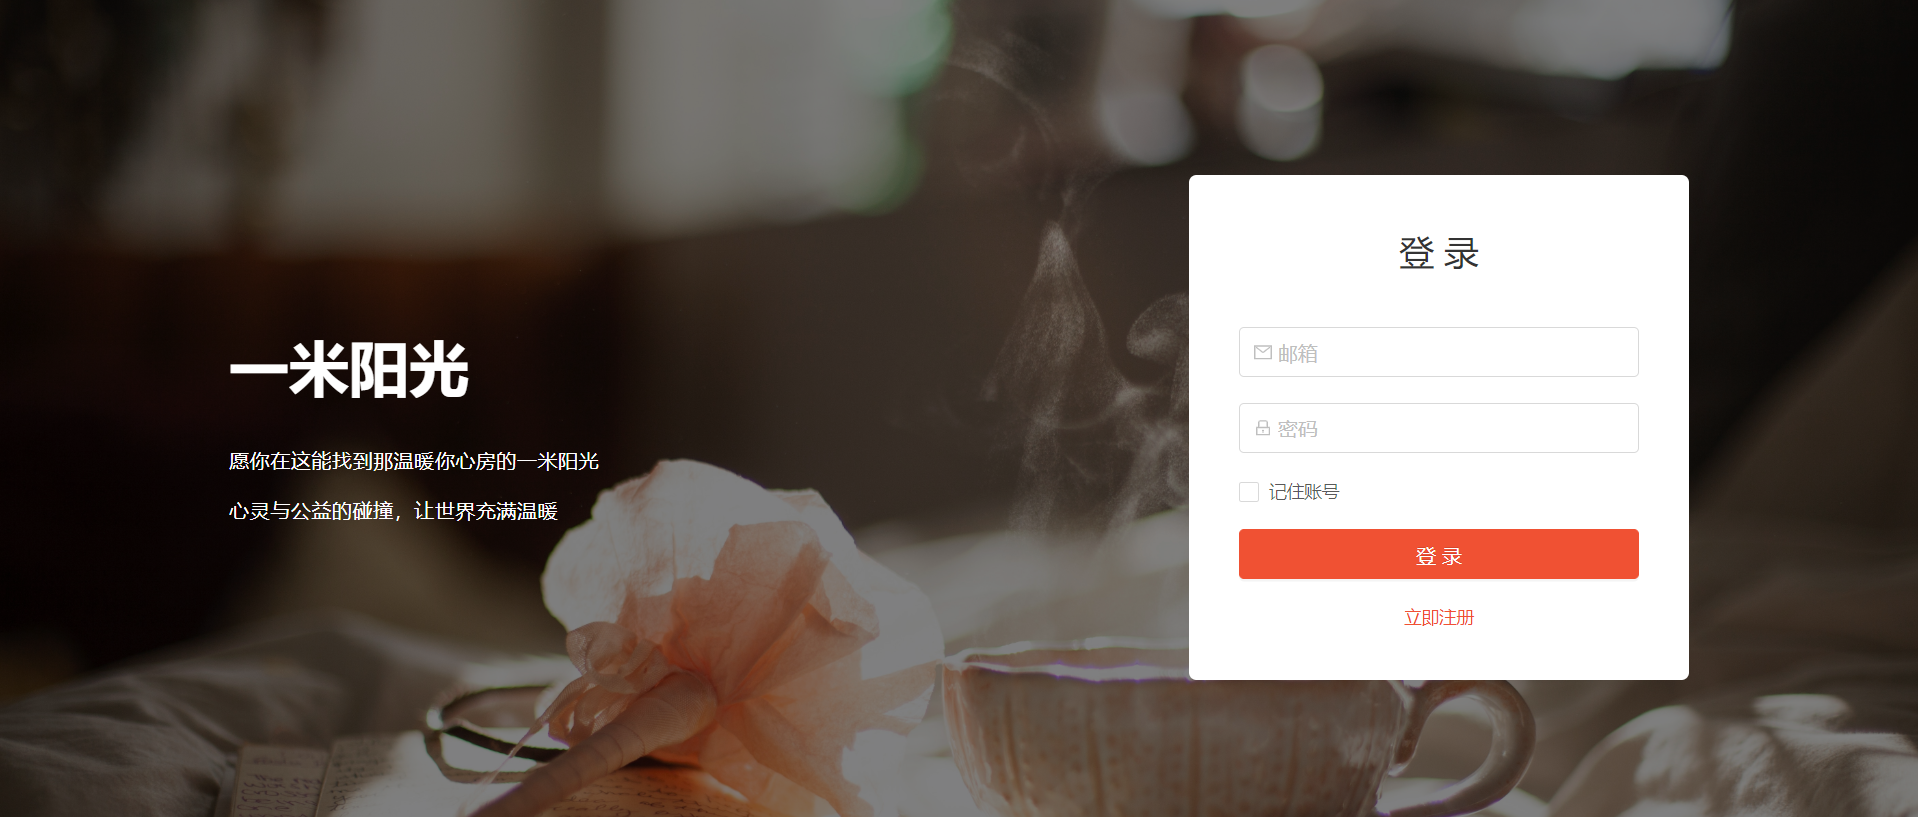 一米阳光
愿你在这能找到那温暖你心房的一米阳光
心灵与公益的碰撞，让世界充满温暖
登 录
邮箱
密码
记住账号
登 录
立即注册